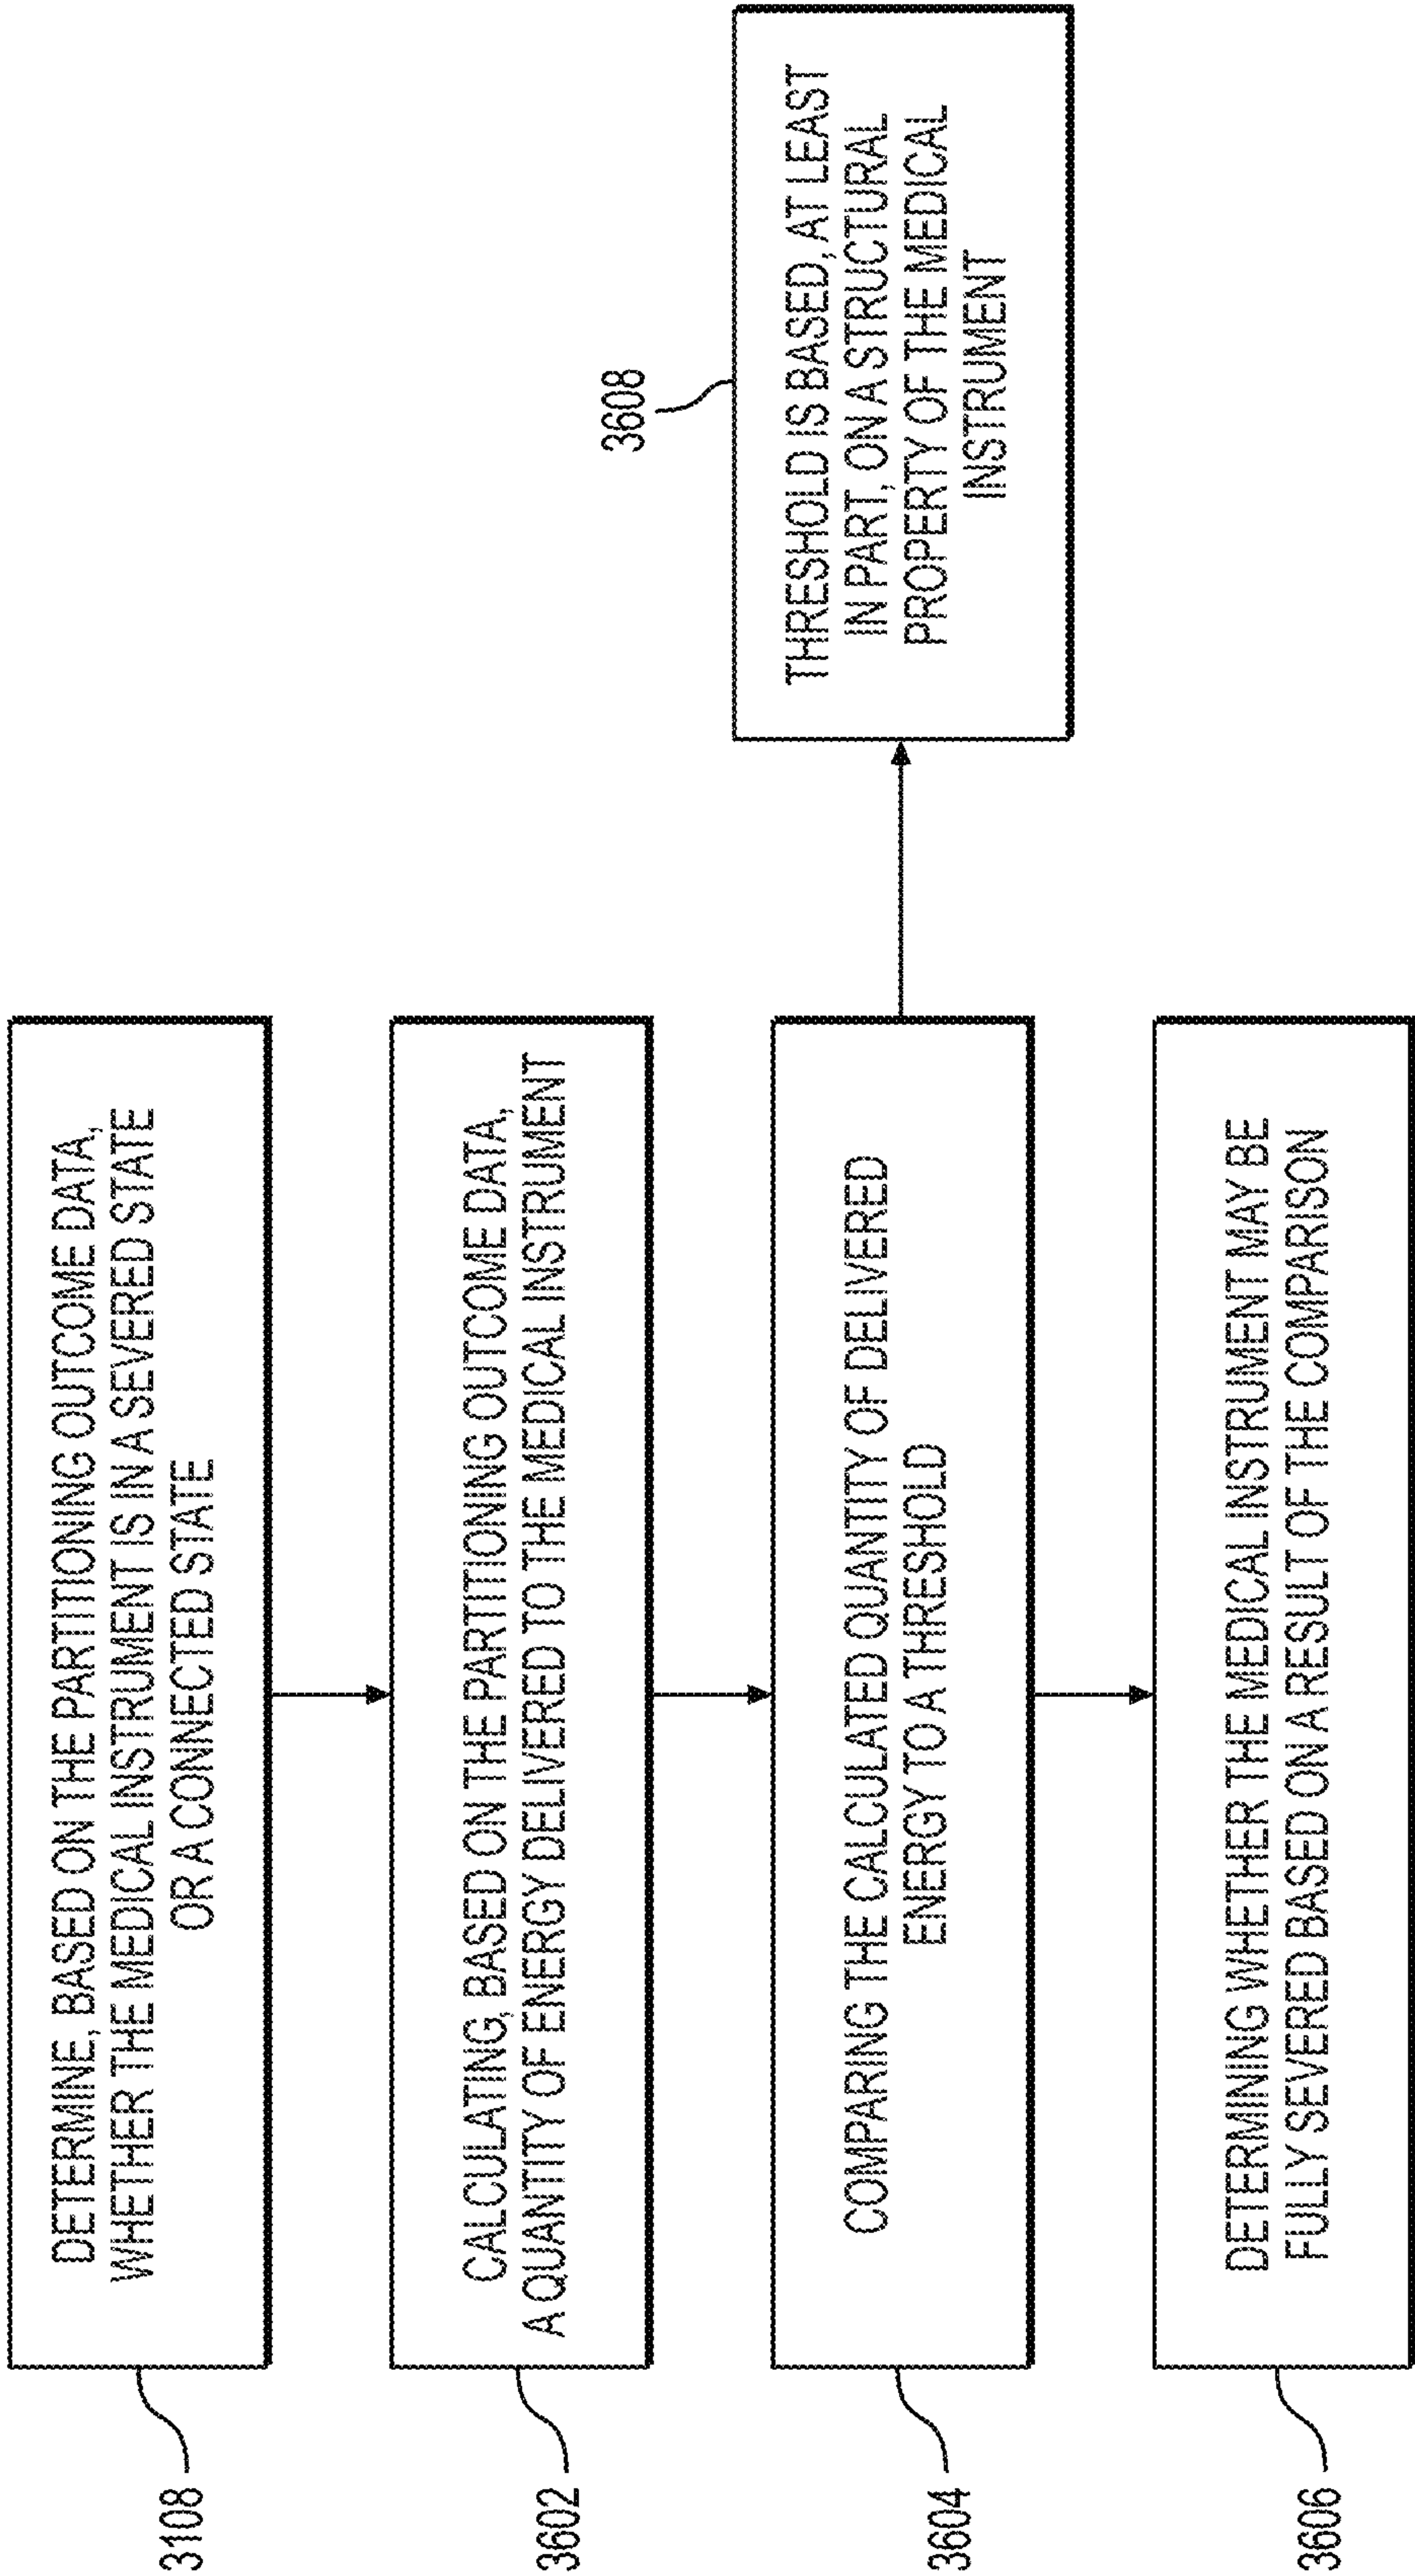 3108
DETERMINE, BASED ON THE PARTITIONING OUTCOME DATA,
WHETHER THE MEDICAL INSTRUMENT IS IN A SEVERED STATE
OR A CONNECTED STATE
3602
CALCULATING, BASED ON THE PARTITIONING OUTCOME DATA,
A QUANTITY OF ENERGY DELIVERED TO THE MEDICAL INSTRUMENT
3604
COMPARING THE CALCULATED QUANTITY OF DELIVERED
ENERGY TO A THRESHOLD
3608
THRESHOLD IS BASED, AT LEAST
IN PART, ON A STRUCTURAL
PROPERTY OF THE MEDICAL
INSTRUMENT
3606
DETERMINING WHETHER THE MEDICAL INSTRUMENT MAY BE
FULLY SEVERED BASED ON A RESULT OF THE COMPARISON